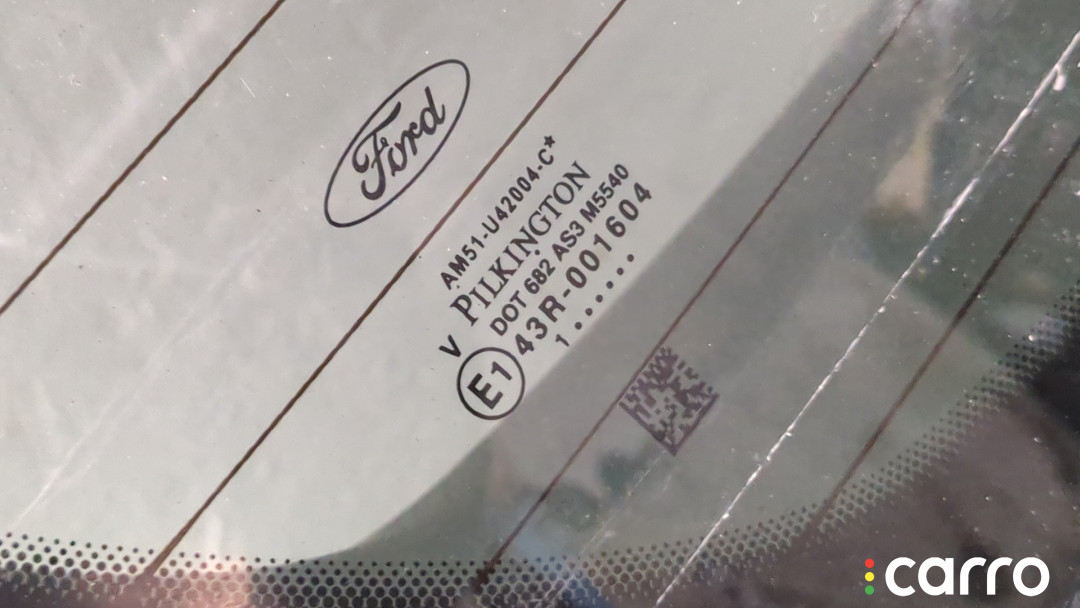 Ford
AM51-U42004-C*
V PILKINGTON
DOT 682 AS3 M5540
E1 43R-001604
1 ......
carro